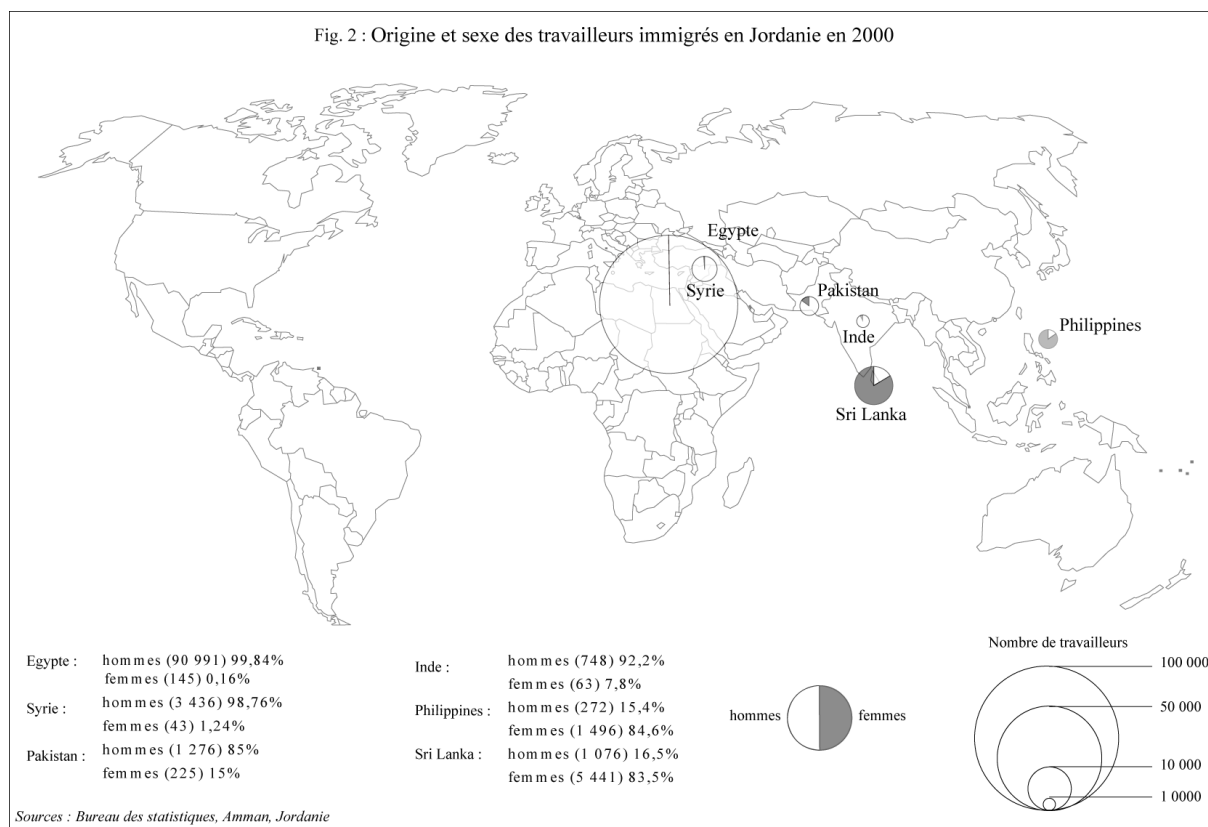 Fig. 2 : Origine et sexe des travailleurs immigrés en Jordanie en 2000
Egypte
Syrie
Pakistan
Inde
Philippines
Sri Lanka
Egypte : hommes (90 991) 99,84%
femmes (145) 0,16%
Syrie : hommes (3 436) 98,76%
femmes (43) 1,24%
Pakistan : hommes (1 276) 85%
femmes (225) 15%
Inde : hommes (748) 92,2%
femmes (63) 7,8%
Philippines : hommes (272) 15,4%
femmes (1 496) 84,6%
Sri Lanka : hommes (1 076) 16,5%
femmes (5 441) 83,5%
hommes femmes
Nombre de travailleurs
100 000
50 000
10 000
1 0000
Sources : Bureau des statistiques, Amman, Jordanie